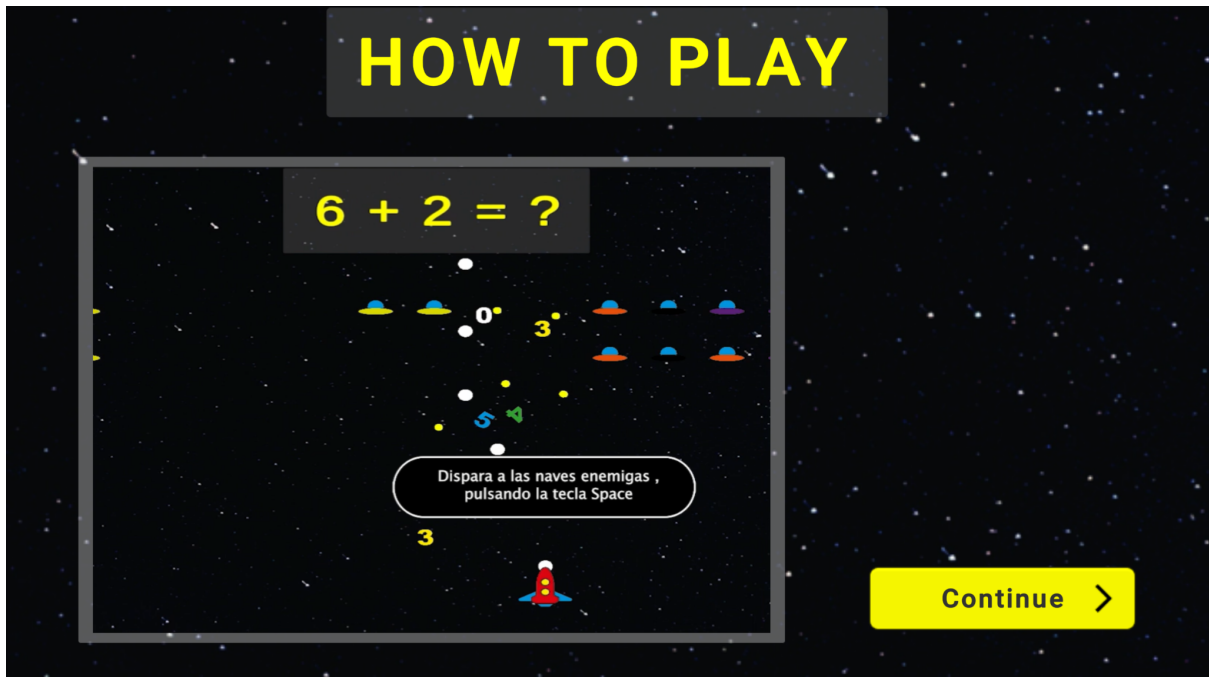 HOW TO PLAY
6 + 2 = ?
0
3
5 4
Dispara a las naves enemigas ,
pulsando la tecla Space
3
Continue